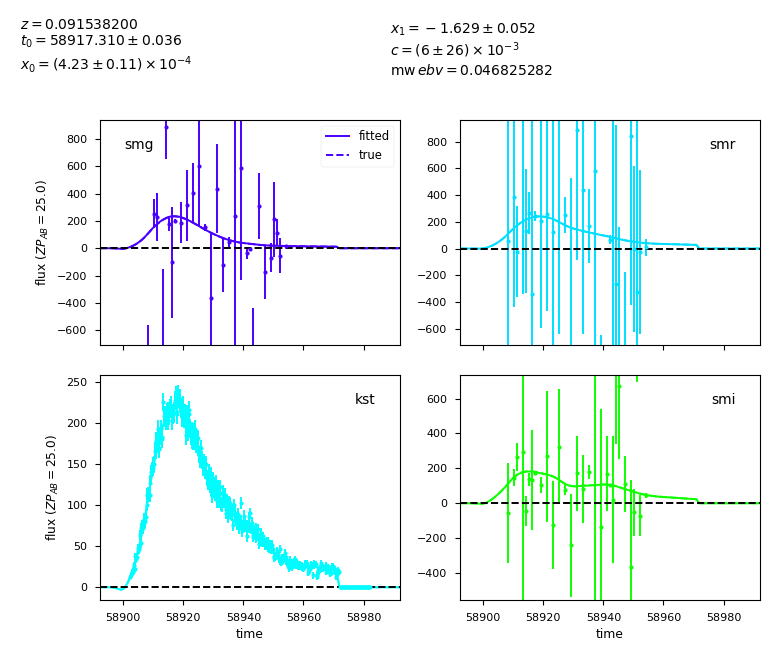 z = 0.091538200
t₀ = 58917.310 ± 0.036
x₀ = (4.23 ± 0.11) × 10⁻⁴
x₁ = −1.629 ± 0.052
c = (6 ± 26) × 10⁻³
mw ebv = 0.046825282
smg
fitted
true
800
600
400
200
0
−200
−400
−600
flux (ZP_AB = 25.0)
smr
800
600
400
200
0
−200
−400
−600
kst
250
200
150
100
50
0
flux (ZP_AB = 25.0)
58900 58920 58940 58960 58980
time
smi
600
400
200
0
−200
−400
58900 58920 58940 58960 58980
time